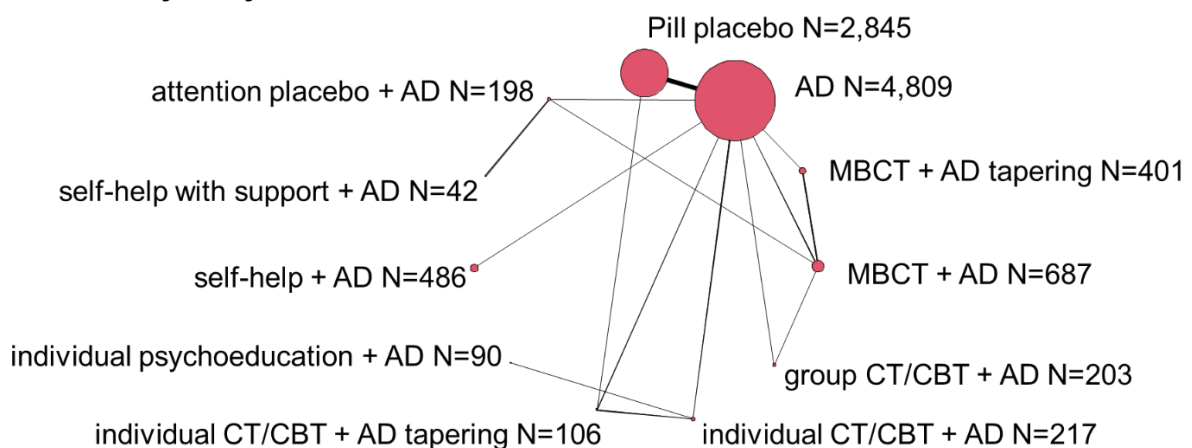 Pill placebo N=2,845
AD N=4,809
attention placebo + AD N=198
MBCT + AD tapering N=401
self-help with support + AD N=42
self-help + AD N=486
MBCT + AD N=687
individual psychoeducation + AD N=90
group CT/CBT + AD N=203
individual CT/CBT + AD tapering N=106
individual CT/CBT + AD N=217